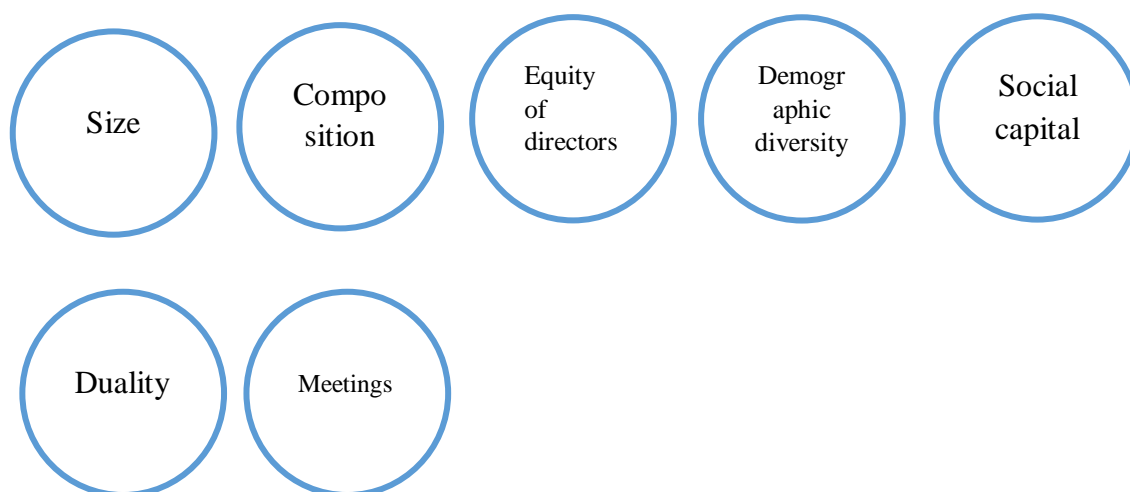 Size
Compo
sition
Equity
of
directors
Demogr
aphic
diversity
Social
capital
Duality
Meetings